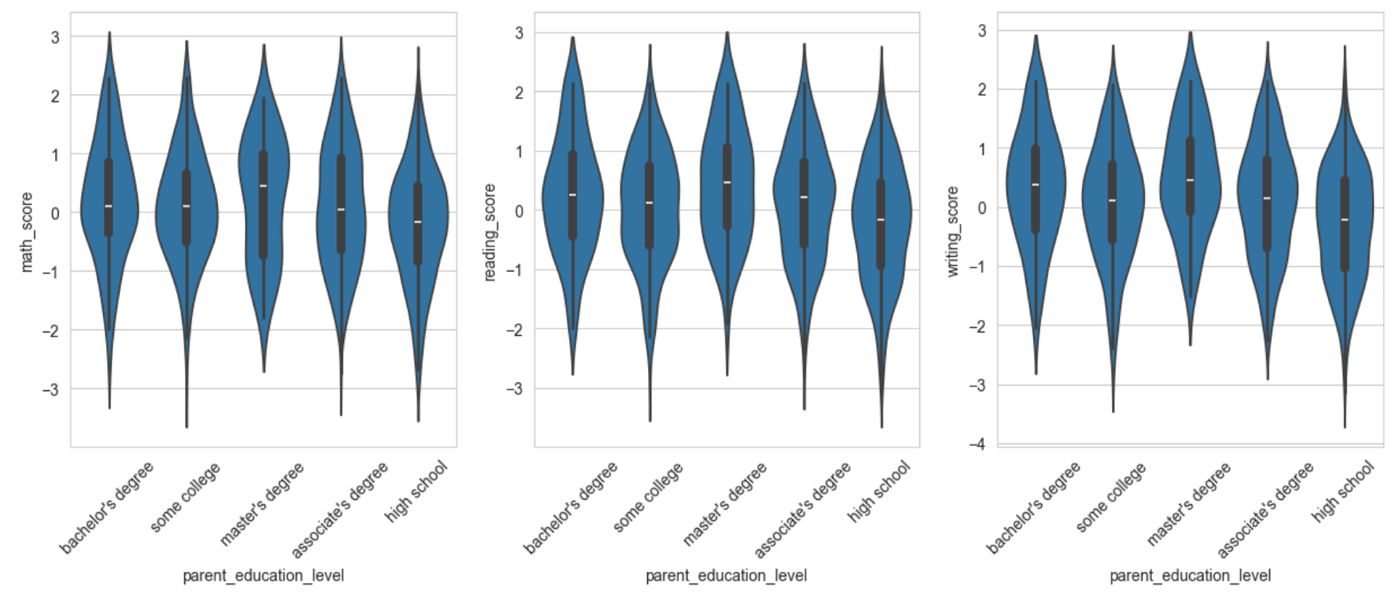 math_score
3
2
1
0
−1
−2
−3
bachelor's degree
some college
master's degree
associate's degree
high school
parent_education_level
reading_score
3
2
1
0
−1
−2
−3
bachelor's degree
some college
master's degree
associate's degree
high school
parent_education_level
writing_score
3
2
1
0
−1
−2
−3
−4
bachelor's degree
some college
master's degree
associate's degree
high school
parent_education_level